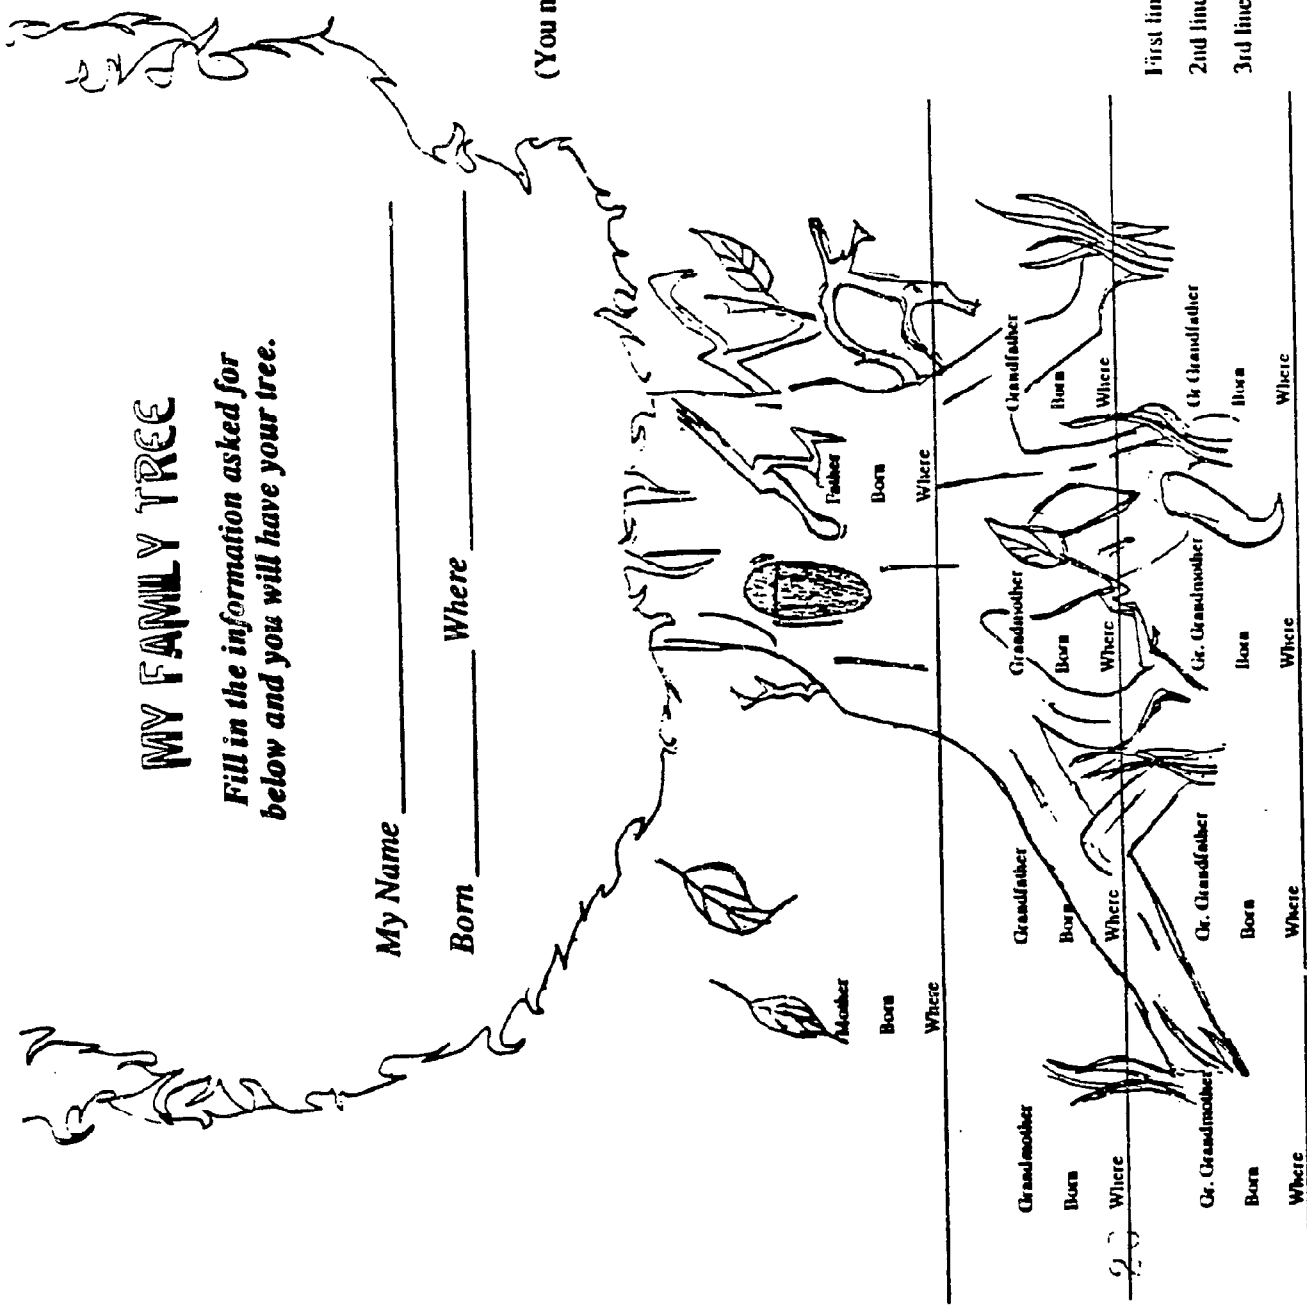 MY FAMILY TREE
Fill in the information asked for
below and you will have your tree.
My Name
Born Where
(You
Mother Father
Born Born
Where Where
Grandmother Grandfather Grandmother Grandfather
Born Born Born Born
Where Where Where Where
First
Gr. Grandmother Gr. Grandfather Gr. Grandmother Gr Grandfather
2nd line
Born Born Born Born
3rd line
Where Where Where Where